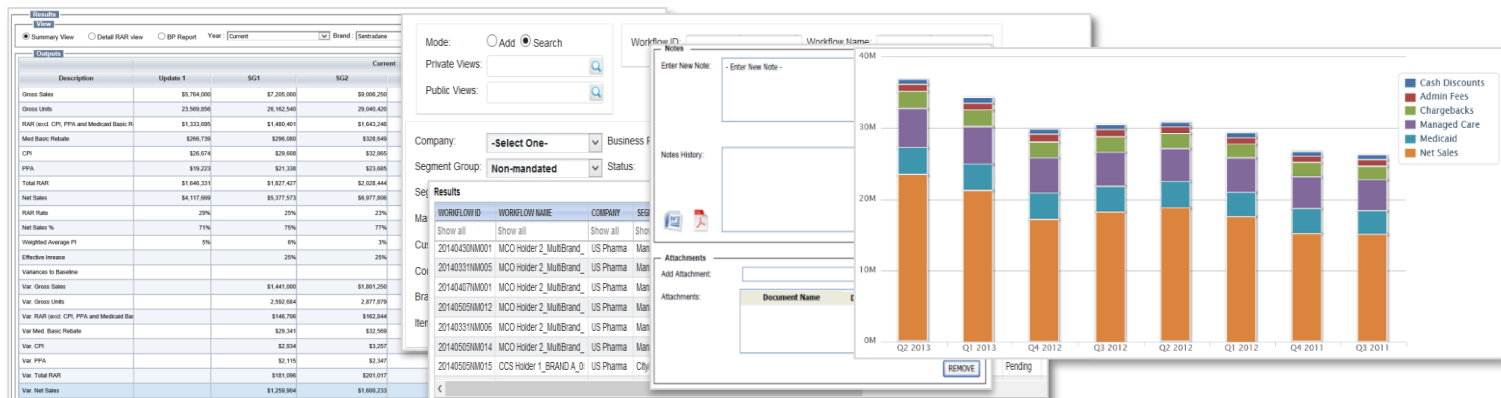 Results
View
Summary View Detail RAR view BP Report Year : Current Brand : Sentradane
Outputs
Current
Description Update 1 SG1 SG2
Gross Sales $5,764,000 $7,205,000 $9,006,250
Gross Units 23,569,856 26,162,540 29,040,420
RAR (excl. CPI, PPA and Medicaid Basic R $1,333,695 $1,480,401 $1,643,246
Med Basic Rebate $266,739 $296,080 $328,649
CPI $26,674 $29,608 $32,865
PPA $19,223 $21,338 $23,685
Total RAR $1,646,331 $1,827,427 $2,028,444
Net Sales $4,117,669 $5,377,573 $6,977,806
RAR Rate 29% 25% 23%
Net Sales % 71% 75% 77%
Weighted Average PI 5% 6% 3%
Effective Inrease 25% 25%
Variances to Baseline
Var. Gross Sales $1,441,000 $1,801,250
Var. Gross Units 2,592,684 2,877,879
Var. RAR (excl. CPI, PPA and Medicaid Ba $146,706 $162,844
Var Med. Basic Rebate $29,341 $32,569
Var. CPI $2,934 $3,257
Var. PPA $2,115 $2,347
Var. Total RAR $181,096 $201,017
Var. Net Sales $1,259,904 $1,600,233
Mode: Add Search
Private Views:
Public Views:
Workflow ID: Workflow Name:
Company: -Select One- Business
Segment Group: Non-mandated Status:
Results
WORKFLOW ID WORKFLOW NAME COMPANY
Show all Show all Show all
20140430NM001 MCO Holder 2_MultiBrand_ US Pharma Man
20140331NM005 MCO Holder 2_MultiBrand_ US Pharma Man
20140407NM001 MCO Holder 2_MultiBrand_ US Pharma Man
20140505NM012 MCO Holder 2_MultiBrand_ US Pharma Man
20140331NM006 MCO Holder 2_MultiBrand_ US Pharma Man
20140505NM014 MCO Holder 2_MultiBrand_ US Pharma Man
20140505NM015 CCS Holder 1_BRAND A_0 US Pharma City
Pending
Notes
Enter New Note: - Enter New Note -
Notes History:
Attachments
Add Attachment:
Attachments: Document Name D
REMOVE
40M
30M
20M
10M
0M
Q2 2013 Q1 2013 Q4 2012 Q3 2012 Q2 2012 Q1 2012 Q4 2011 Q3 2011
Cash Discounts
Admin Fees
Chargebacks
Managed Care
Medicaid
Net Sales